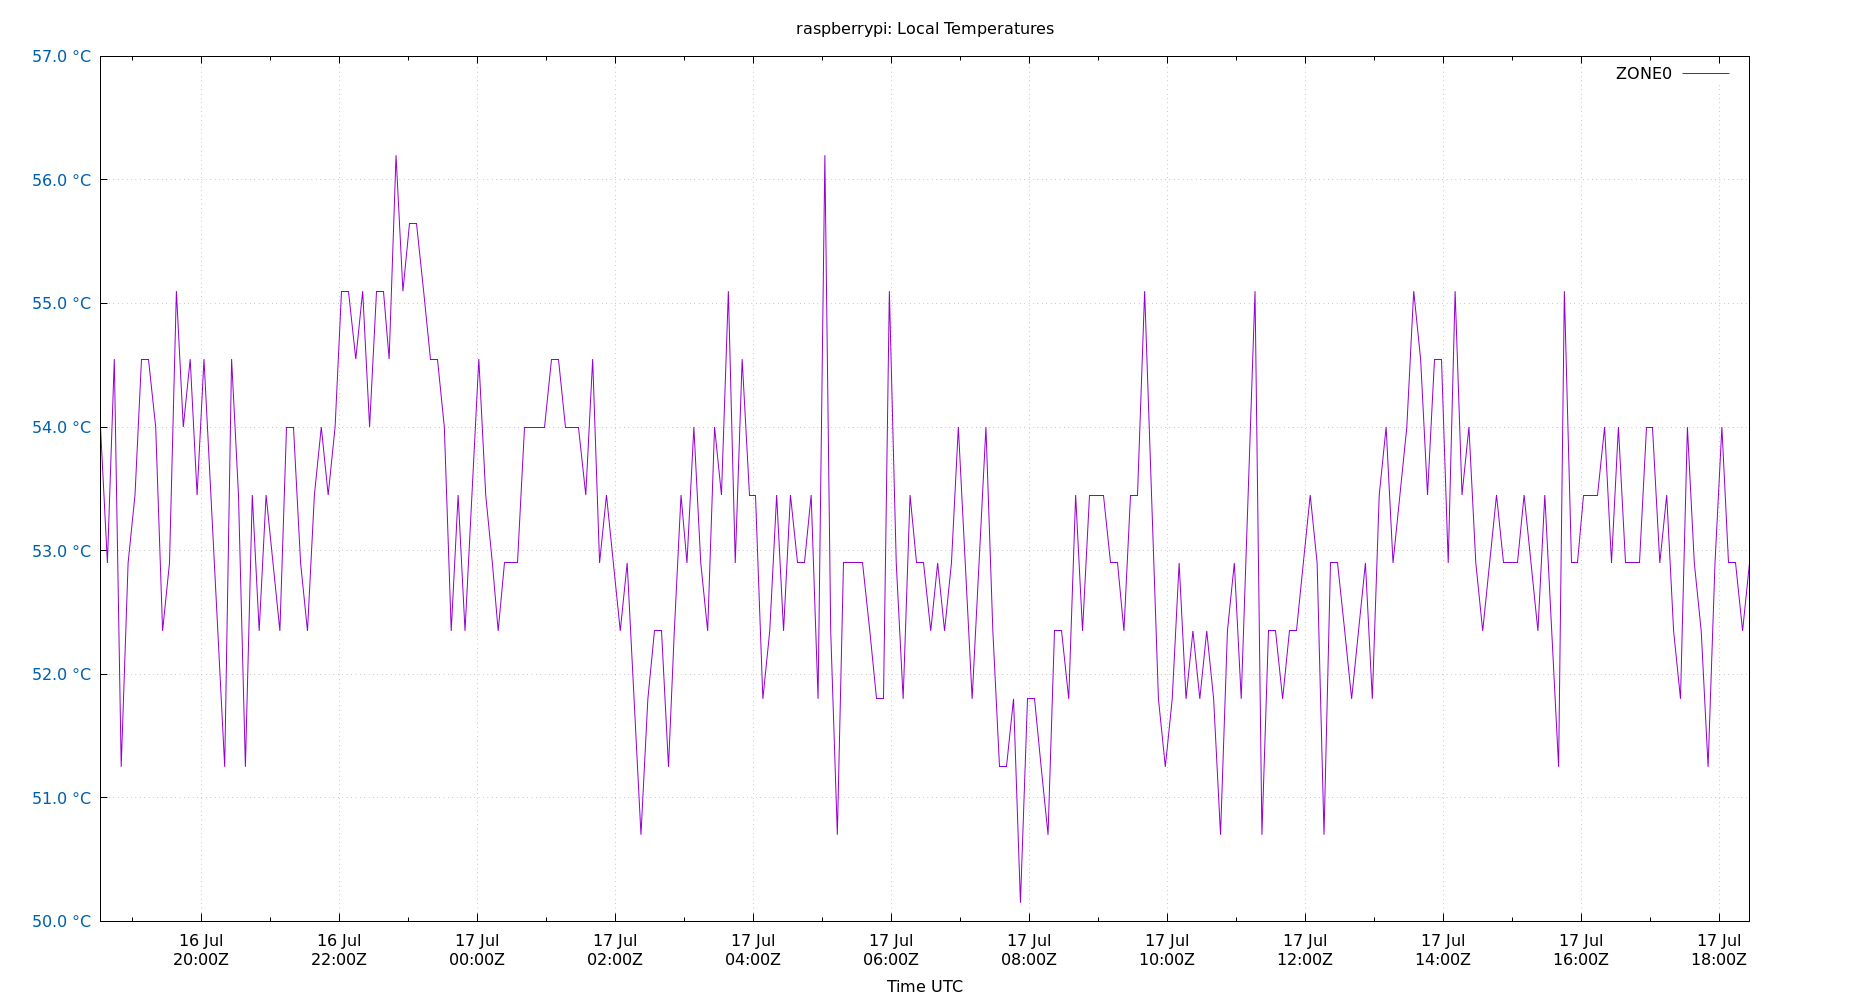 raspberrypi: Local Temperatures
57.0 °C
ZONE0
56.0 °C
55.0 °C
54.0 °C
53.0 °C
52.0 °C
51.0 °C
50.0 °C
16 Jul 16 Jul 17 Jul 17 Jul 17 Jul 17 Jul 17 Jul 17 Jul 17 Jul 17 Jul 17 Jul 17 Jul
20:00Z 22:00Z 00:00Z 02:00Z 04:00Z 06:00Z 08:00Z 10:00Z 12:00Z 14:00Z 16:00Z 18:00Z
Time UTC